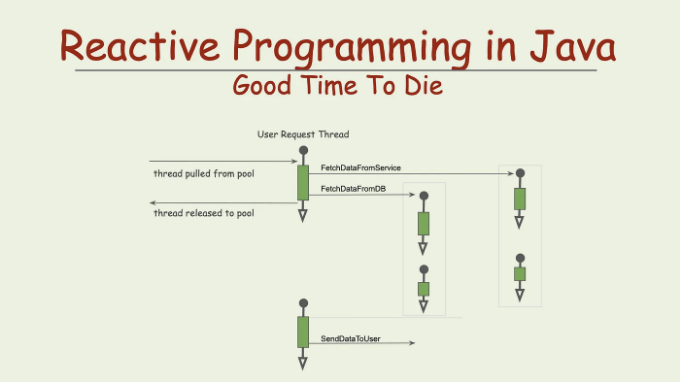 Reactive Programming in Java
Good Time To Die
User Request Thread
FetchDataFromService
thread pulled from pool
FetchDataFromDB
thread released to pool
SendDataToUser